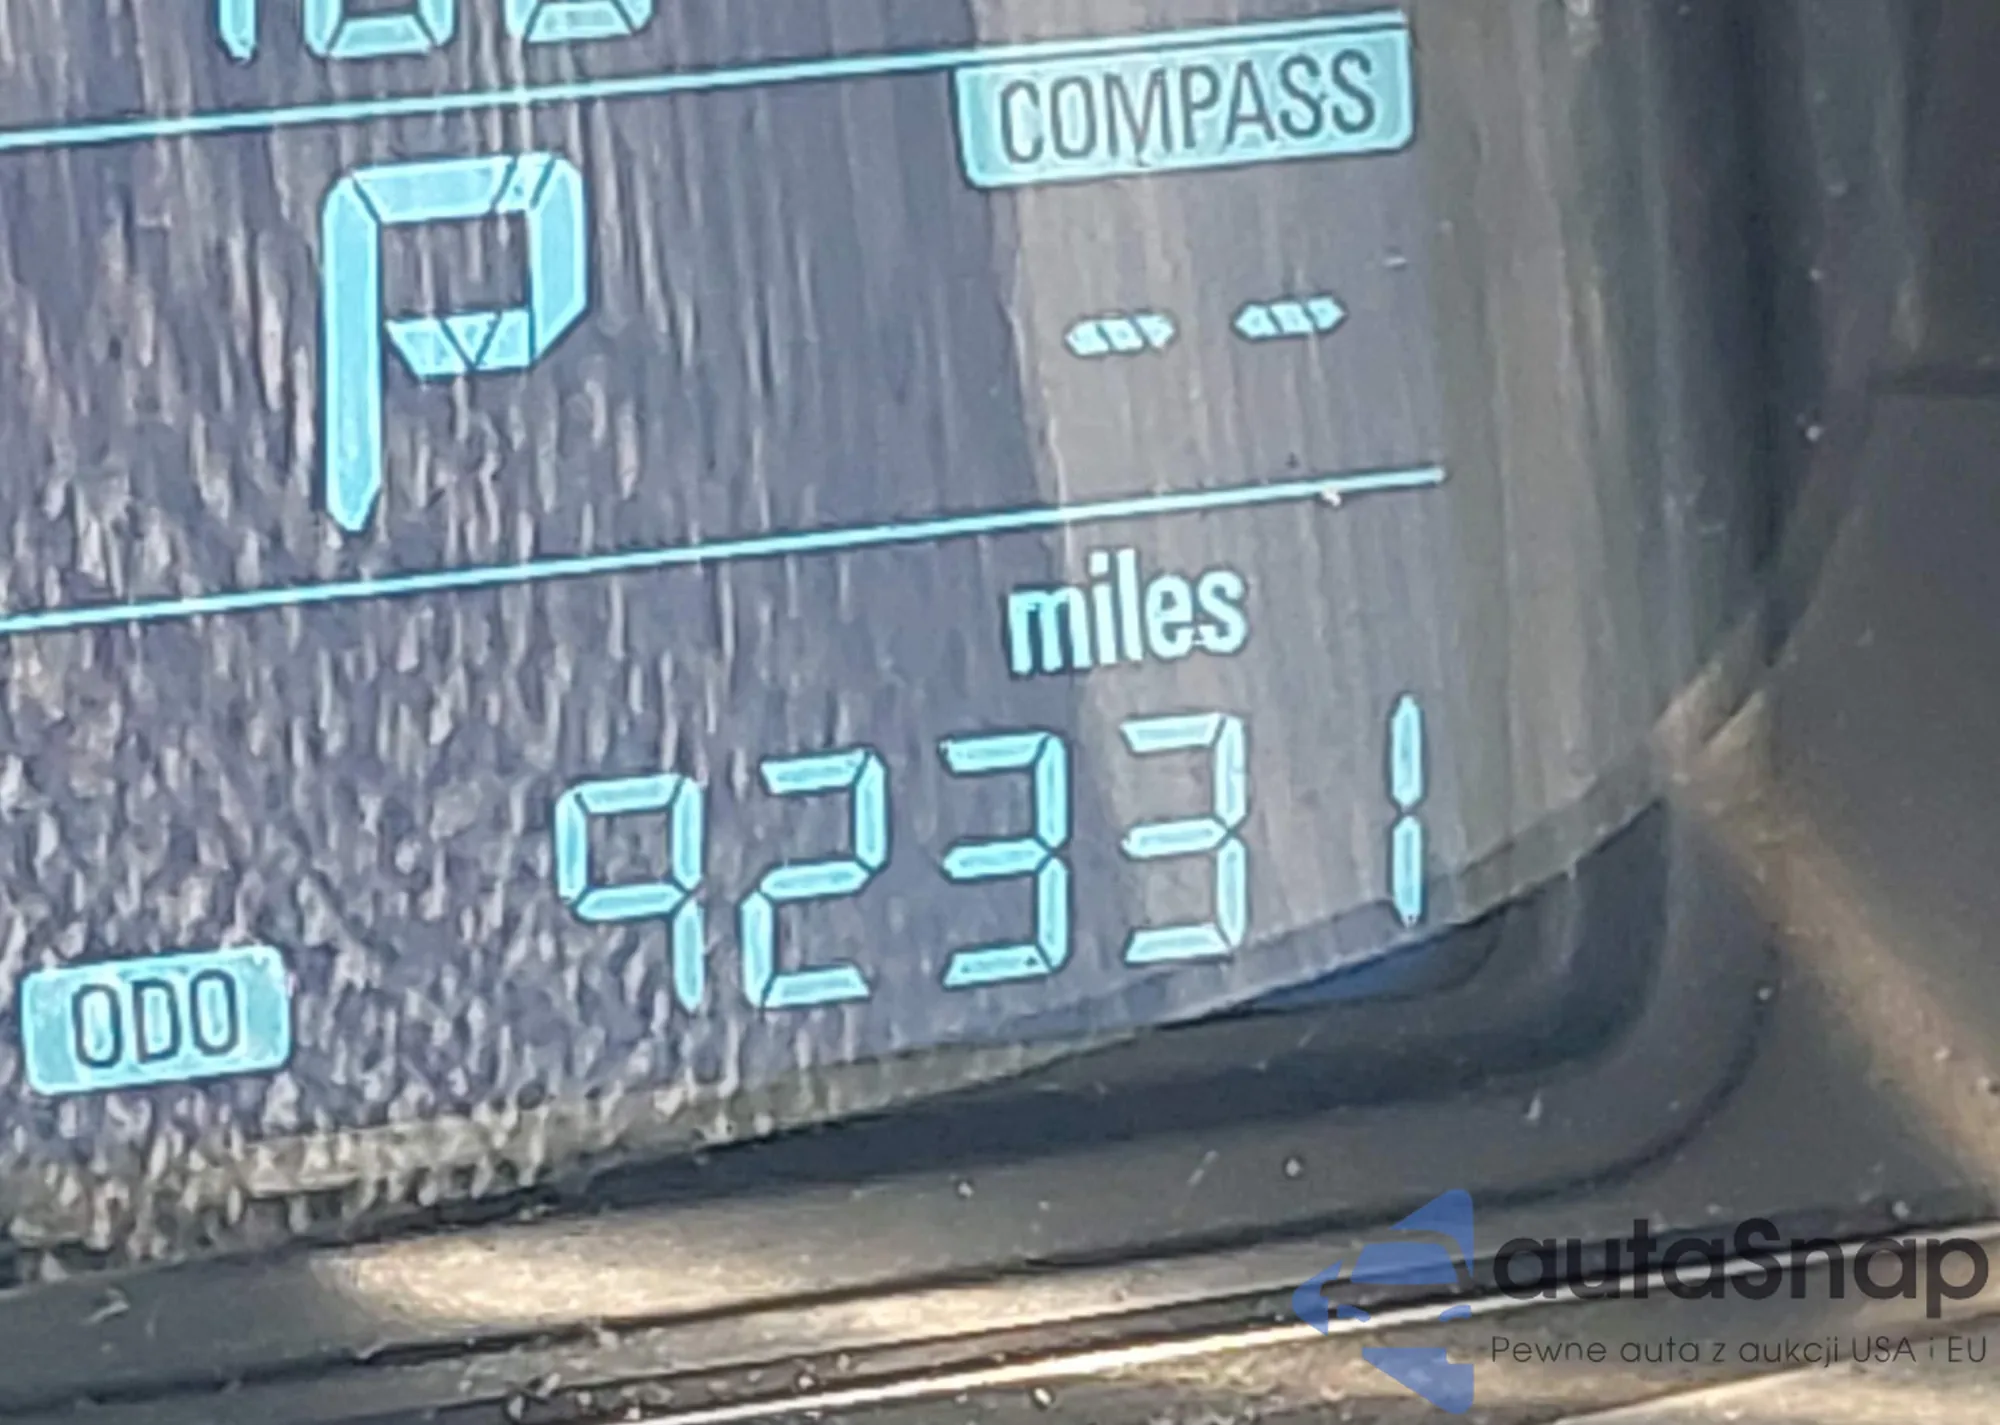 COMPASS
P
-- --
miles
ODO 92331
autaSnap
Pewne auta z aukcji USA i EU